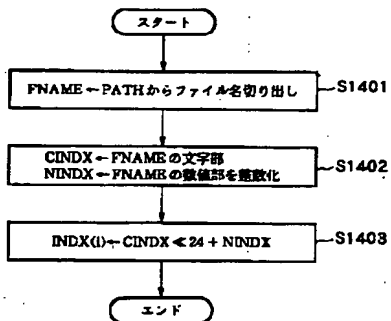 スタート
FNAME←PATHからファイル名切り出し
S1401
CINDX←FNAMEの文字部
NINDX←FNAMEの数値部を整数化
S1402
INDX(i)←CINDX≪24+NINDX
S1403
エンド